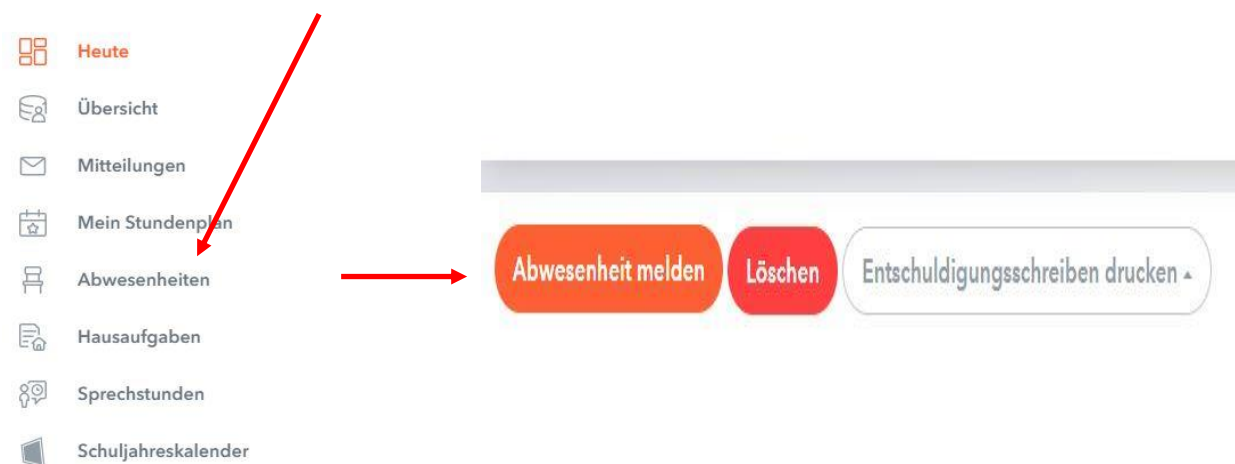 Heute
Übersicht
Mitteilungen
Mein Stundenplan
Abwesenheiten
Hausaufgaben
Sprechstunden
Schuljahreskalender
Abwesenheit melden
Löschen
Entschuldigungsschreiben drucken